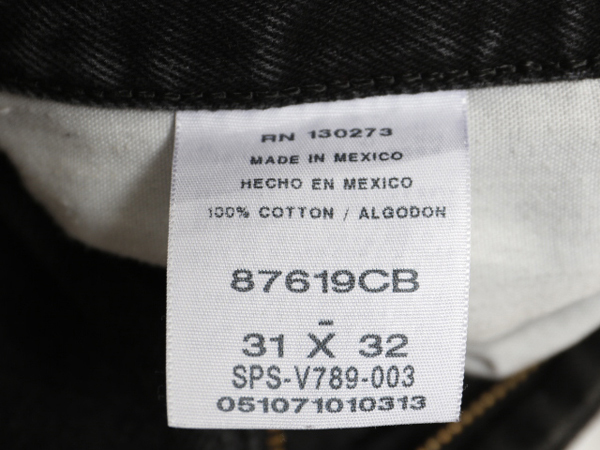 RN 130273
MADE IN MEXICO
HECHO EN MEXICO
100% COTTON / ALGODON
87619CB
31 X 32
SPS-V789-003
051071010313